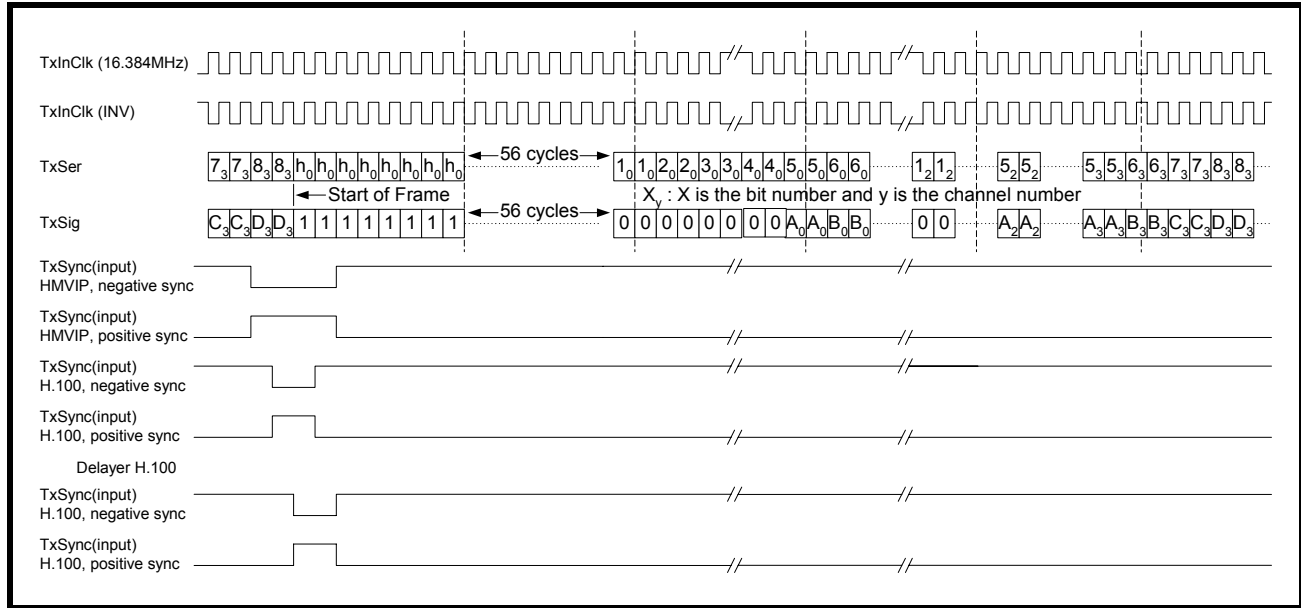 TxInClk (16.384MHz)
TxInClk (INV)
TxSer
7₃ 7₃ 8₃ 8₃ h₀ h₀ h₀ h₀ h₀ h₀ h₀ h₀ 56 cycles 1₀ 1₀ 2₀ 2₀ 3₀ 3₀ 4₀ 4₀ 5₀ 5₀ 6₀ 6₀ 1₂ 1₂ 5₂ 5₂ 5₃ 5₃ 6₃ 6₃ 7₃ 7₃ 8₃ 8₃
Start of Frame
Xy : X is the bit number and y is the channel number
TxSig
C₃ C₃ D₃ D₃ 1 1 1 1 1 1 1 1 56 cycles 0 0 0 0 0 0 0 0 A₀ A₀ B₀ B₀ 0 0 A₂ A₂ A₃ A₃ B₃ B₃ C₃ C₃ D₃ D₃
TxSync(input)
HMVIP, negative sync
TxSync(input)
HMVIP, positive sync
TxSync(input)
H.100, negative sync
TxSync(input)
H.100, positive sync
Delayer H.100
TxSync(input)
H.100, negative sync
TxSync(input)
H.100, positive sync